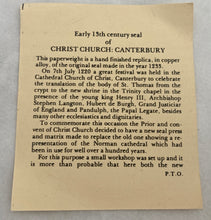 Early 13th century seal
of
CHRIST CHURCH: CANTERBURY
This paperweight is a hand finished replica, in copper
alloy, of the original seal made in the year 1233.
On 7th July 1220 a great festival was held in the
Cathedral Church of Christ, Canterbury to celebrate
the translation of the body of St. Thomas from the
crypt to the new shrine in the Trinity chapel in the
presence of the young king Henry III, Archbishop
Stephen Langton, Hubert de Burgh, Grand Justiciar
of England and Pandulph, the Papal Legate, besides
many other ecclesiastics and dignitaries.
To commemorate this occasion the Prior and con-
vent of Christ Church decided to have a new seal press
and matrix made to replace the old one showing a re-
presentation of the Norman cathedral which had
been in use for well over a hundred years.
For this purpose a small workshop was set up and it
is more than probable that here both the new
P.T.O.